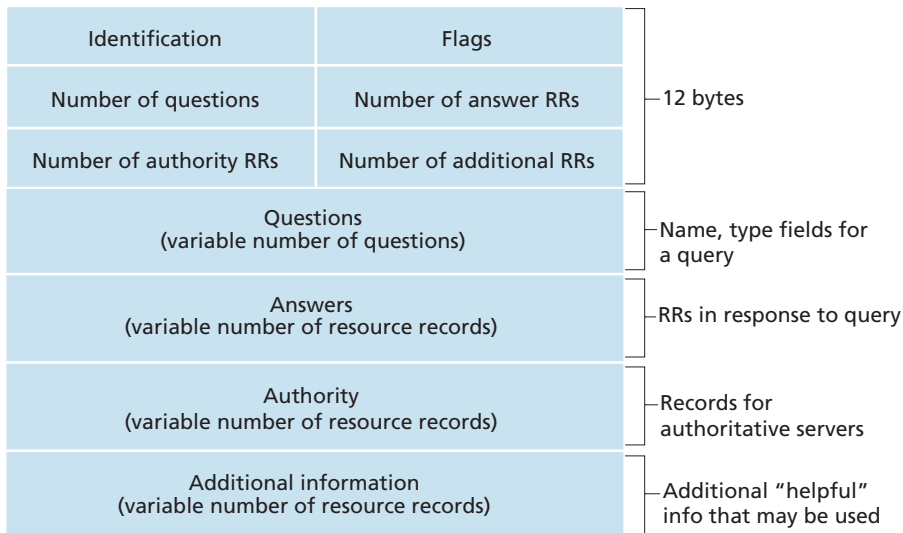 Identification
Flags
Number of questions
Number of answer RRs
12 bytes
Number of authority RRs
Number of additional RRs
Questions
(variable number of questions)
Name, type fields for
a query
Answers
(variable number of resource records)
RRs in response to query
Authority
(variable number of resource records)
Records for
authoritative servers
Additional information
(variable number of resource records)
Additional “helpful”
info that may be used